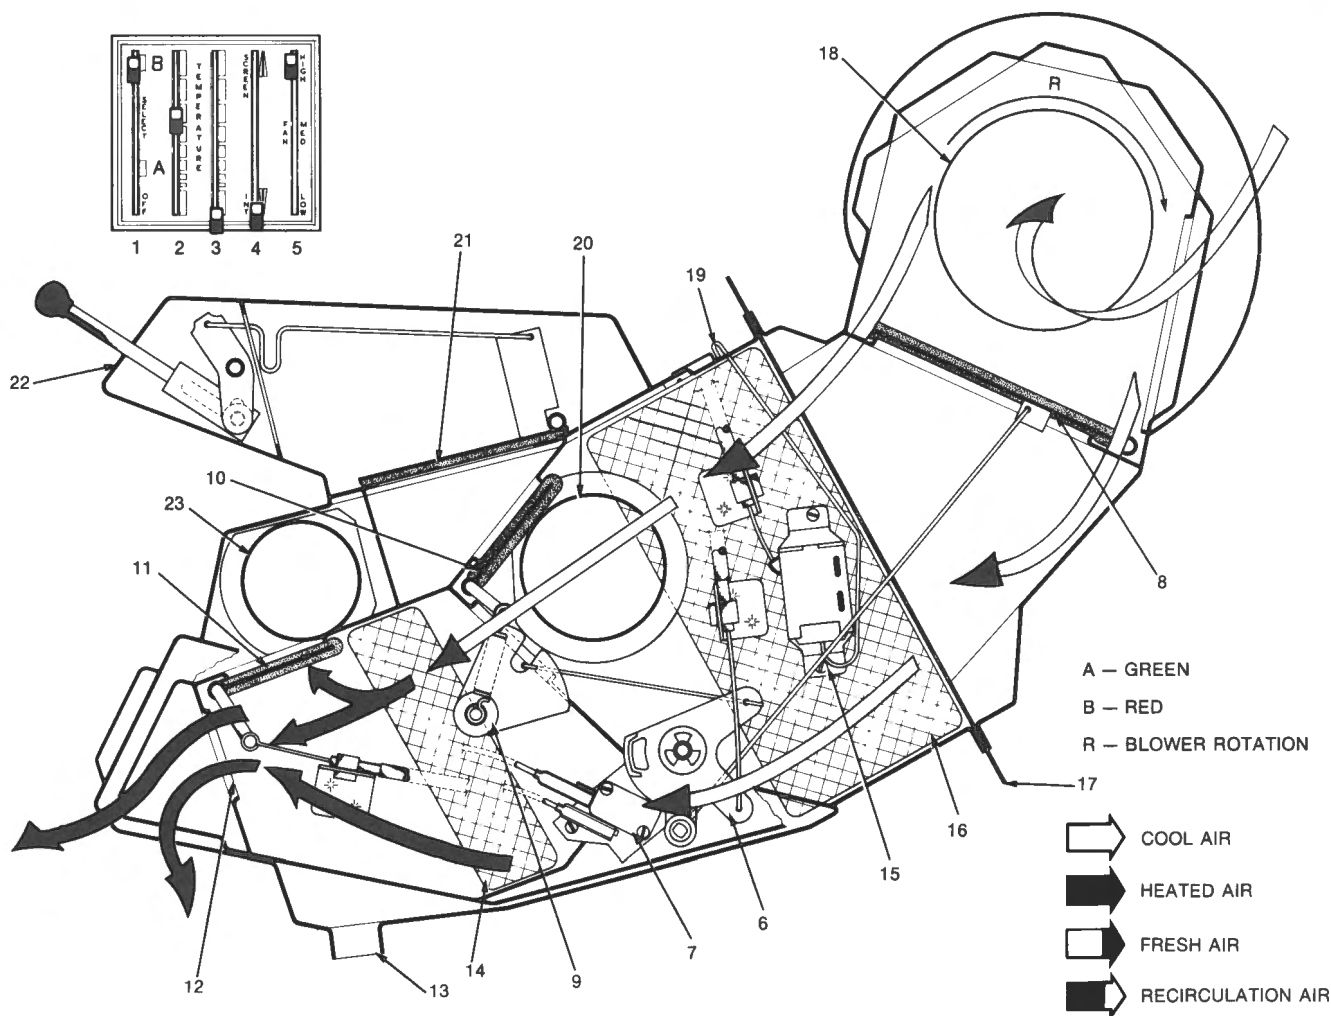 B
A
SELECT
OFF
TEMPERATURE
SCREEN
INT
HIGH
MED
FAN
LOW
1 2 3 4 5
18
R
21
20
19
22
10
23
11
8
A – GREEN
B – RED
R – BLOWER ROTATION
17
16
15
COOL AIR
6
HEATED AIR
7
FRESH AIR
14
9
12
13
RECIRCULATION AIR